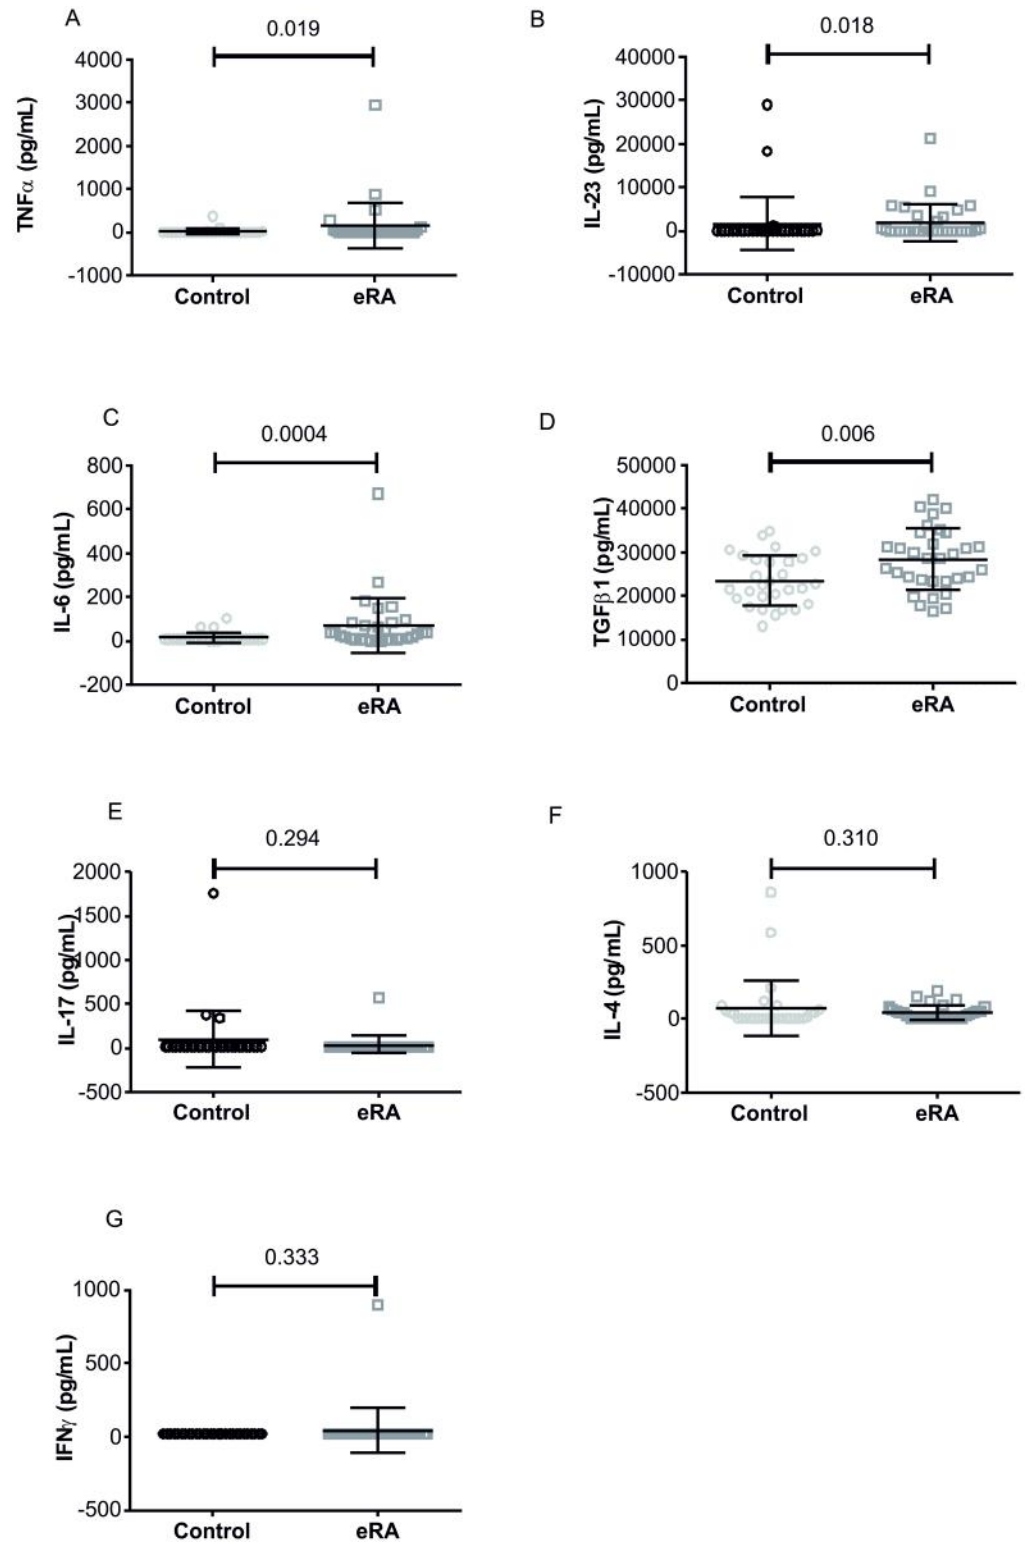 A
0.019
4000
3000
2000
1000
0
-1000
TNFα (pg/mL)
Control
eRA
B
0.018
40000
30000
20000
10000
0
-10000
IL-23 (pg/mL)
Control
eRA
C
0.0004
800
600
400
200
0
-200
IL-6 (pg/mL)
Control
eRA
D
0.006
50000
40000
30000
20000
10000
0
TGFβ1 (pg/mL)
Control
eRA
E
0.294
2000
1500
1000
500
0
-500
IL-17 (pg/mL)
Control
eRA
F
0.310
1000
500
0
-500
IL-4 (pg/mL)
Control
eRA
G
0.333
1000
500
0
-500
IFNγ (pg/mL)
Control
eRA